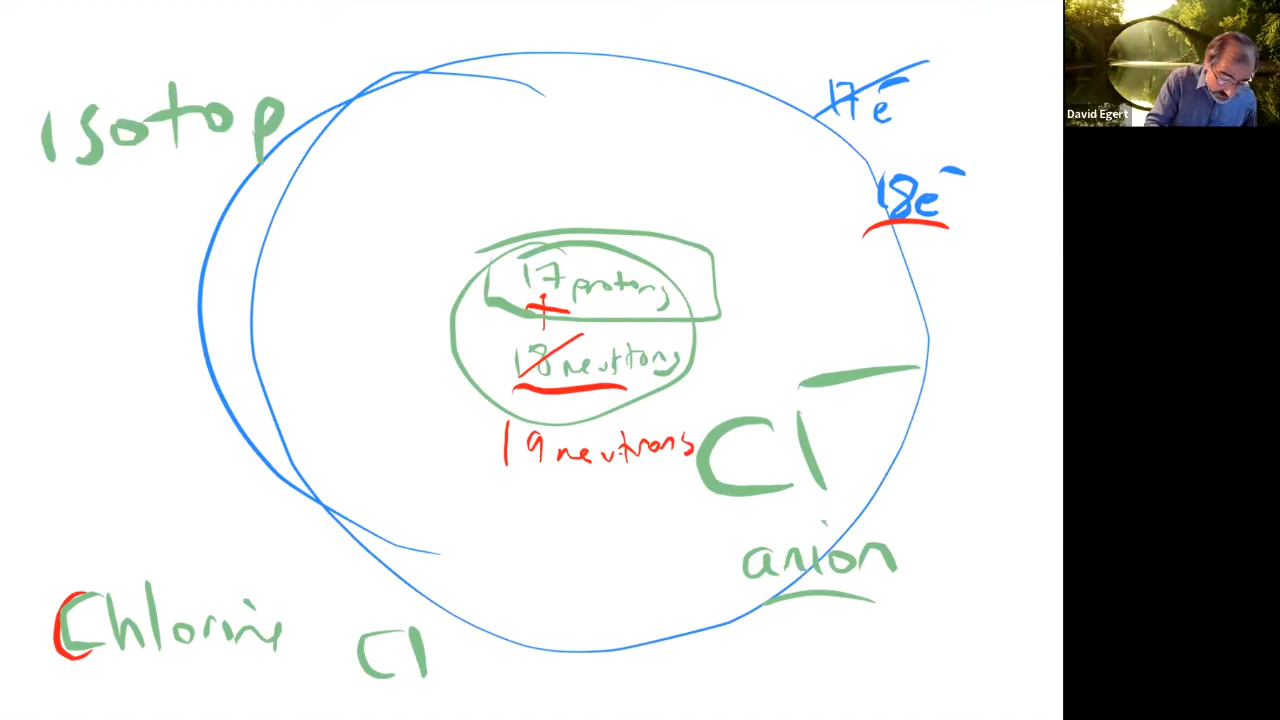 17e-
David Egert
Isotop
18e-
17 protons
+
18 neutrons
19 neutrons
Cl-
anion
Chlorine Cl